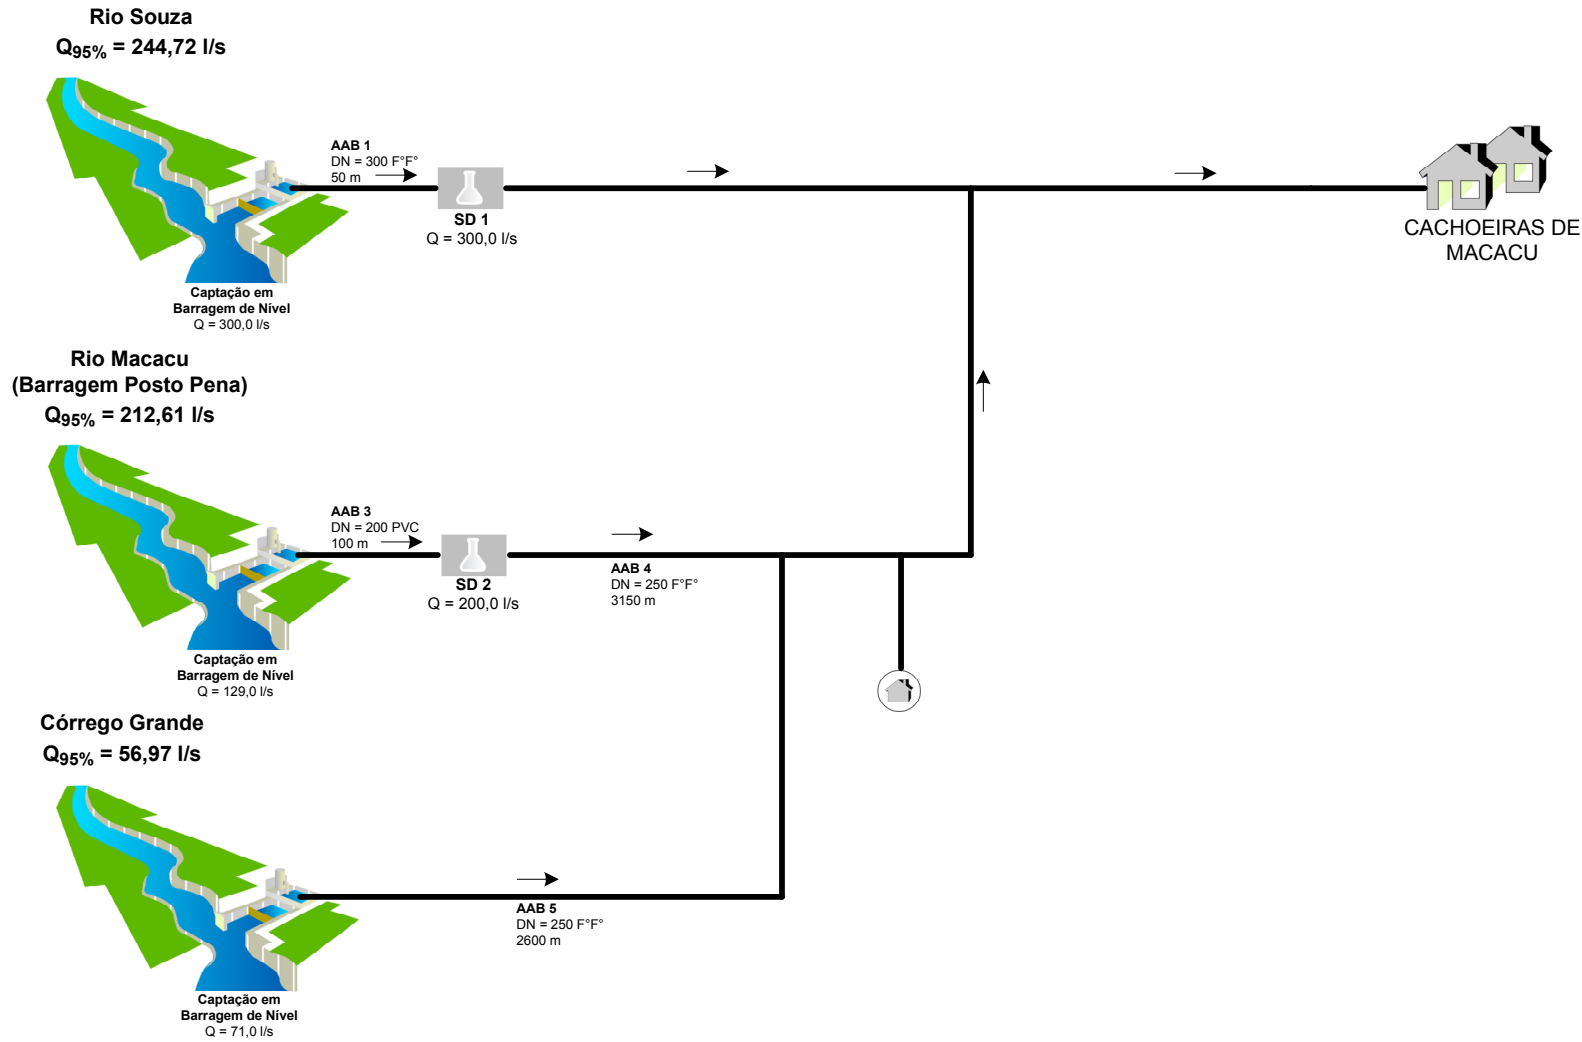 Rio Souza
Q95% = 244,72 l/s
AAB 1
DN = 300 F°F°
50 m
SD 1
Q = 300,0 l/s
CACHOEIRAS DE
MACACU
Captação em
Barragem de Nível
Q = 300,0 l/s
Rio Macacu
(Barragem Posto Pena)
Q95% = 212,61 l/s
AAB 3
DN = 200 PVC
100 m
SD 2
Q = 200,0 l/s
AAB 4
DN = 250 F°F°
3150 m
Captação em
Barragem de Nível
Q = 129,0 l/s
Córrego Grande
Q95% = 56,97 l/s
AAB 5
DN = 250 F°F°
2600 m
Captação em
Barragem de Nível
Q = 71,0 l/s